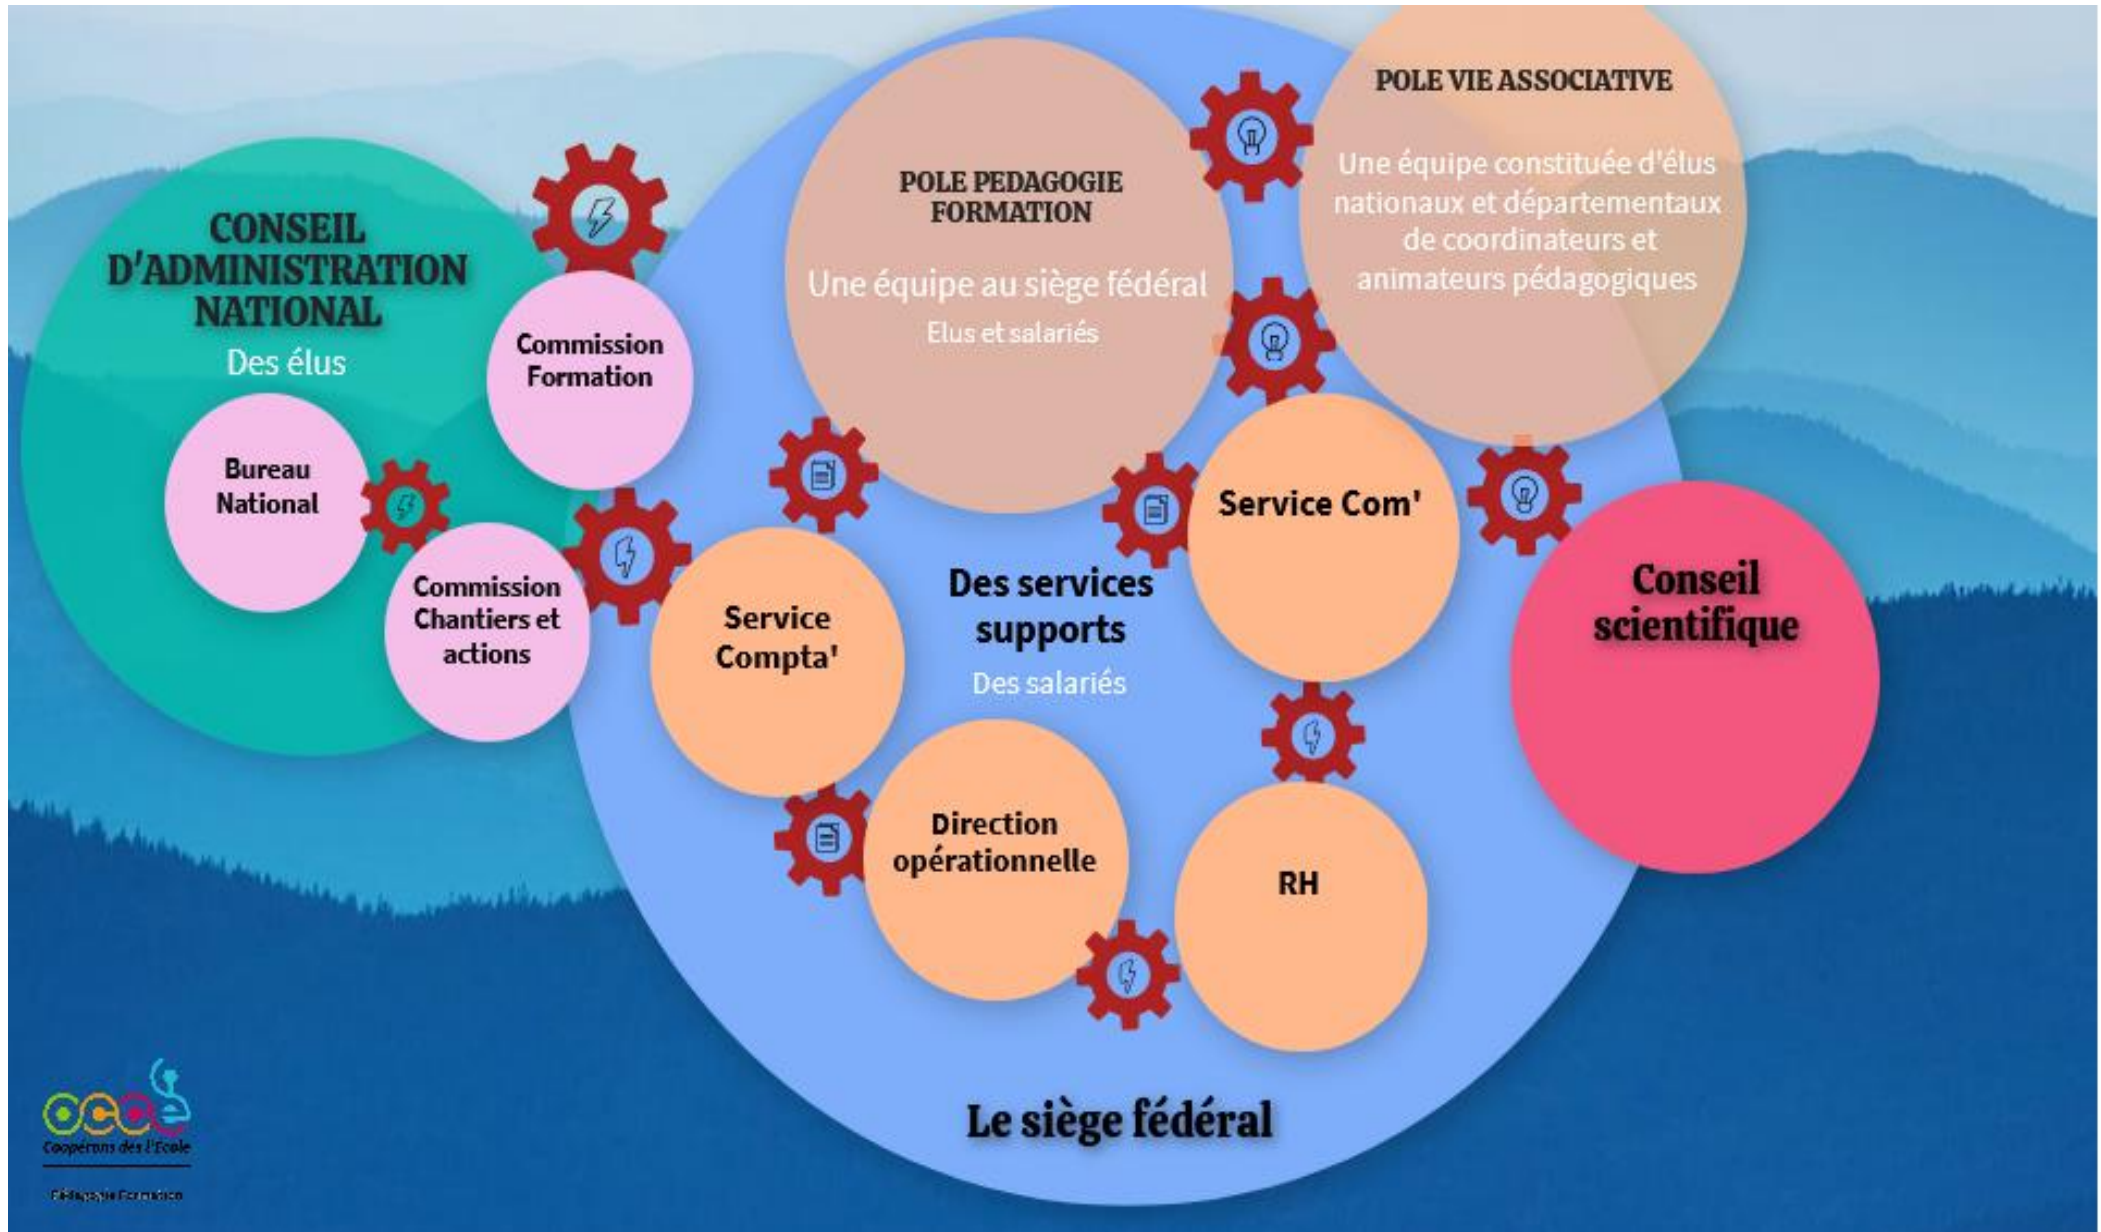 CONSEIL
D'ADMINISTRATION
NATIONAL
Des élus
Bureau
National
Commission
Formation
Commission
Chantiers et
actions
POLE PEDAGOGIE
FORMATION
Une équipe au siège fédéral
Elus et salariés
POLE VIE ASSOCIATIVE
Une équipe constituée d'élus
nationaux et départementaux
de coordinateurs et
animateurs pédagogiques
Service Com'
Des services
supports
Des salariés
Service
Compta'
Direction
opérationnelle
RH
Conseil
scientifique
Le siège fédéral
occe
Coopérons dès l'Ecole
Pédagogie Formation